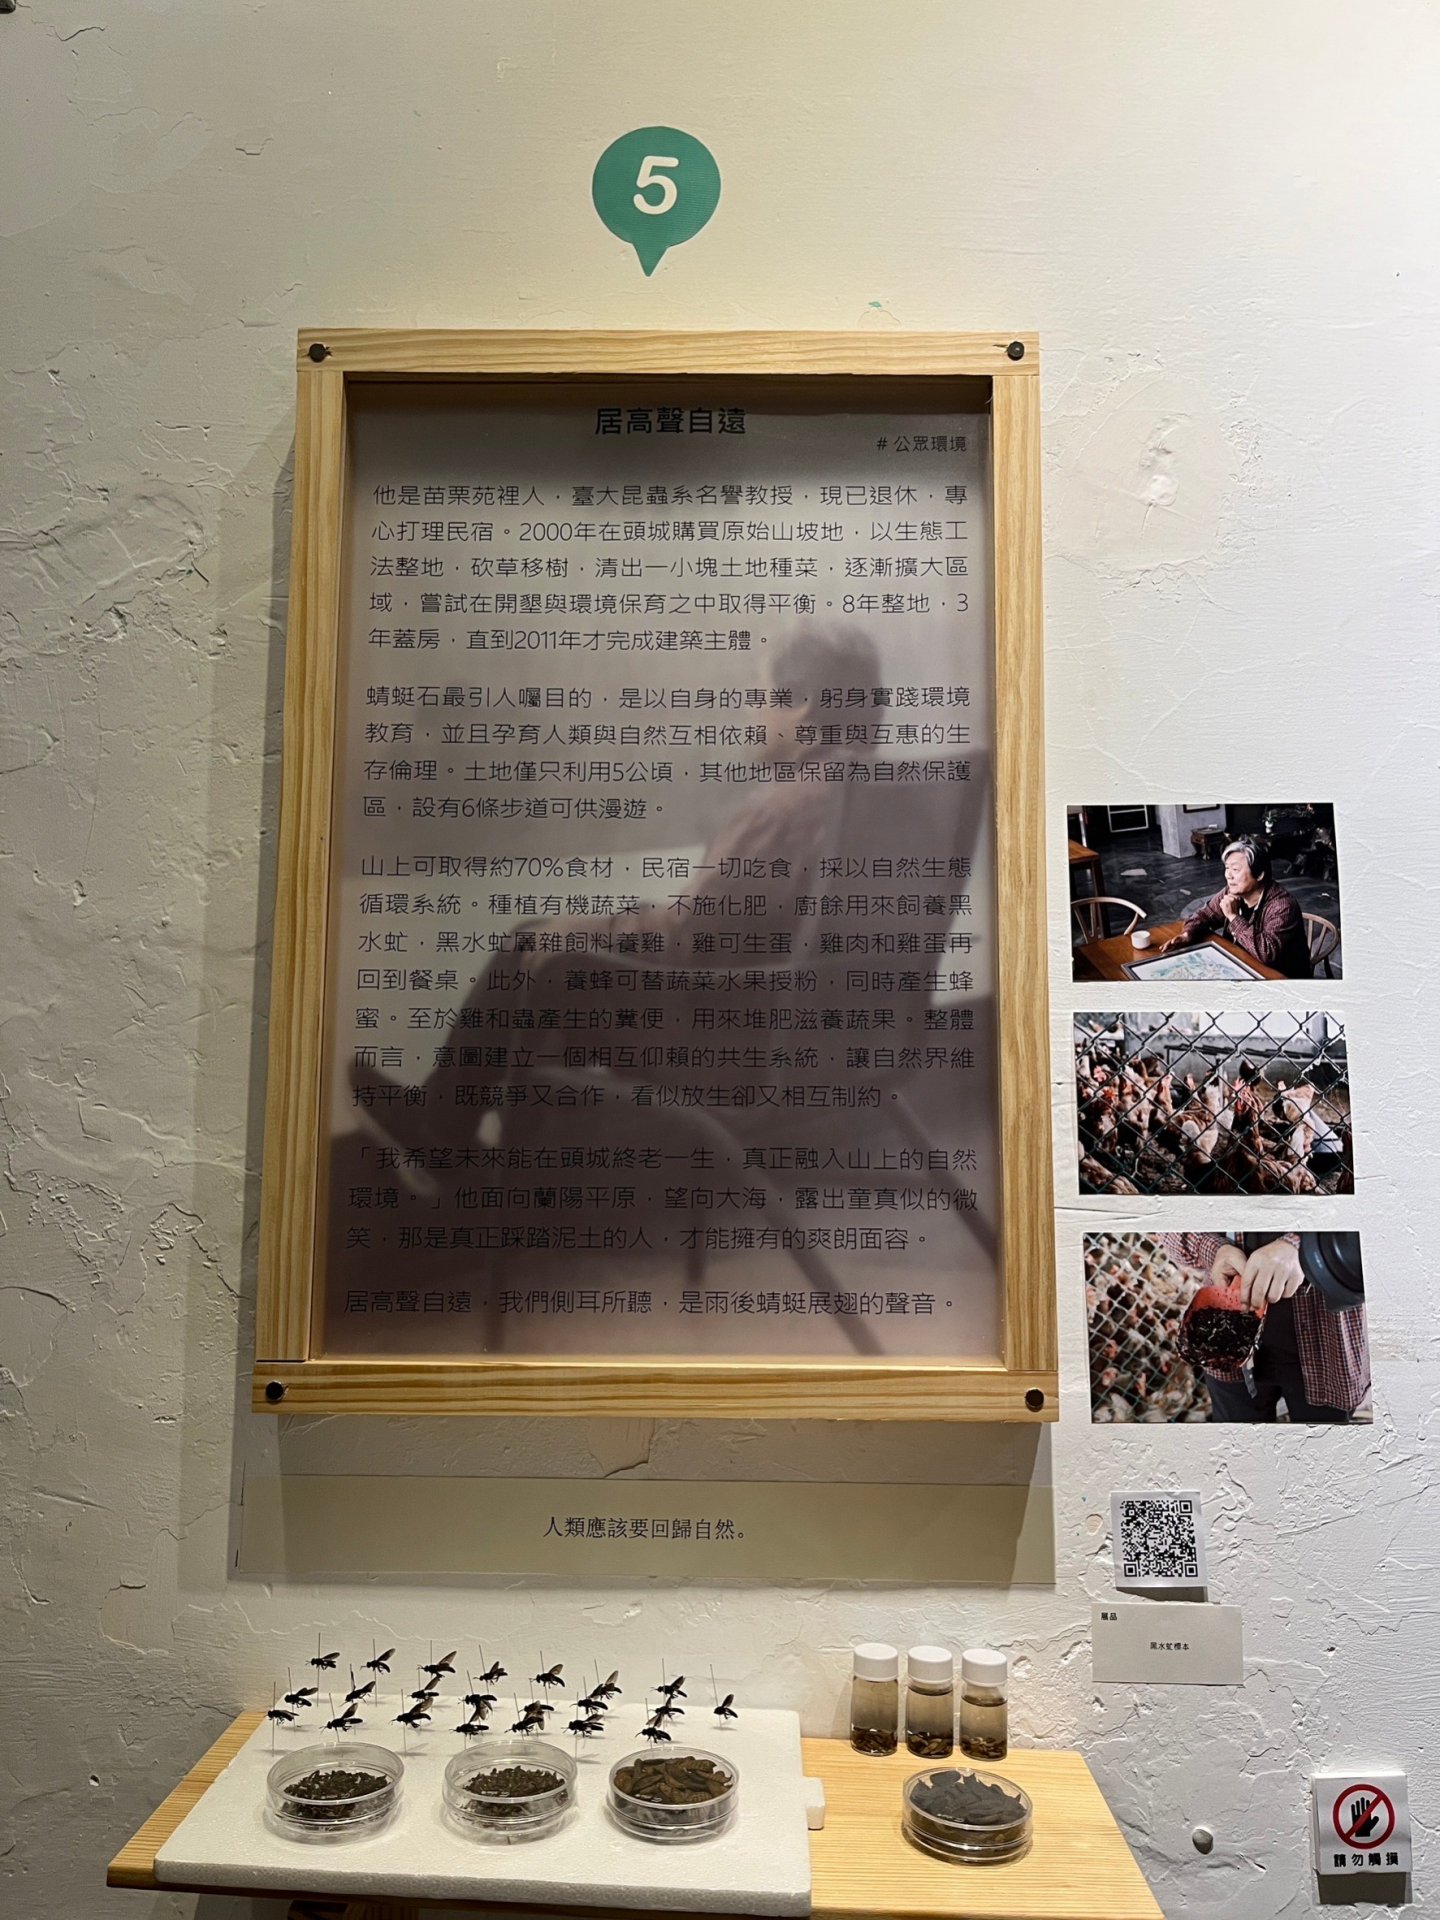 5
居高聲自遠
# 公眾環境
他是苗栗苑裡人，臺大昆蟲系名譽教授，現已退休，專
心打理民宿。2000年在頭城購買原始山坡地，以生態工
法整地，砍草移樹，清出一小塊土地種菜，逐漸擴大區
域，嘗試在開墾與環境保育之中取得平衡。8年整地，3
年蓋房，直到2011年才完成建築主體。
蜻蜓石最引人囑目的，是以自身的專業，躬身實踐環境
教育，並且孕育人類與自然互相依賴、尊重與互惠的生
存倫理。土地僅只利用5公頃，其他地區保留為自然保護
區，設有6條步道可供漫遊。
山上可取得約70%食材，民宿一切吃食，採以自然生態
循環系統。種植有機蔬菜，不施化肥，廚餘用來飼養黑
水虻，黑水虻羼雜飼料養雞，雞可生蛋，雞肉和雞蛋再
回到餐桌。此外，養蜂可替蔬菜水果授粉，同時產生蜂
蜜。至於雞和蟲產生的糞便，用來堆肥滋養蔬果。整體
而言，意圖建立一個相互仰賴的共生系統，讓自然界維
持平衡，既競爭又合作，看似放生卻又相互制約。
「我希望未來能在頭城終老一生，真正融入山上的自然
環境。」他面向蘭陽平原，望向大海，露出童真似的微
笑，那是真正踩踏泥土的人，才能擁有的爽朗面容。
居高聲自遠，我們側耳所聽，是雨後蜻蜓展翅的聲音。
人類應該要回歸自然。
展品
黑水虻標本
請勿觸摸